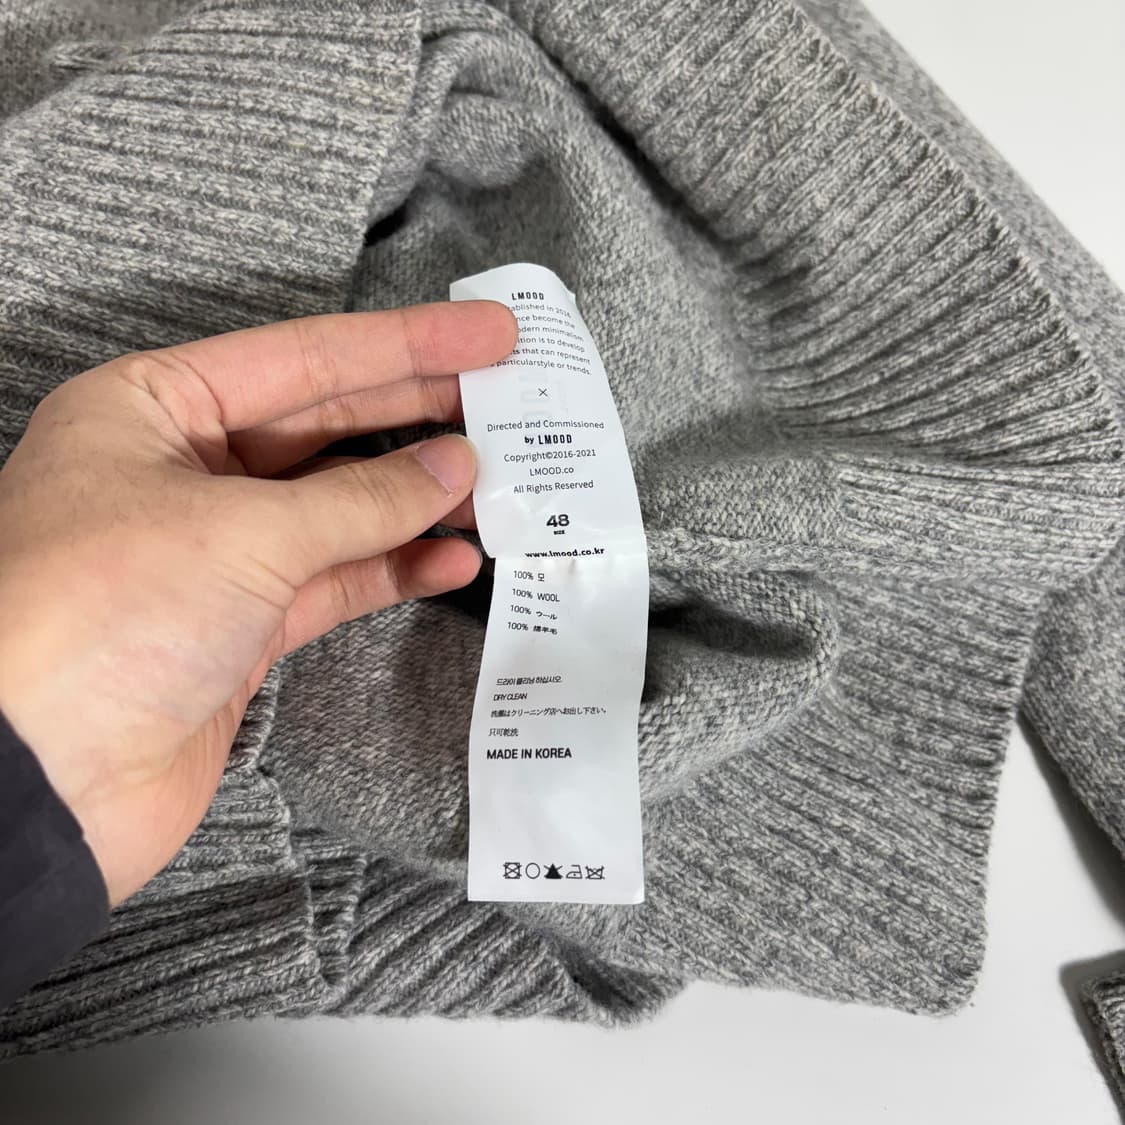 LMOOD
tablished in 2016
nce become the
odern minimalism
ition is to develop
ts that can represent
particularstyle or trends.
×
Directed and Commissioned
by LMOOD
Copyright©2016-2021
LMOOD.co
All Rights Reserved
48
SIZE
www.lmood.co.kr
100% 모
100% WOOL
100% ウール
100% 綿羊毛
드라이 클리닝 하십시오.
DRY CLEAN
洗濯はクリーニング店へお出し下さい。
只可乾洗
MADE IN KOREA